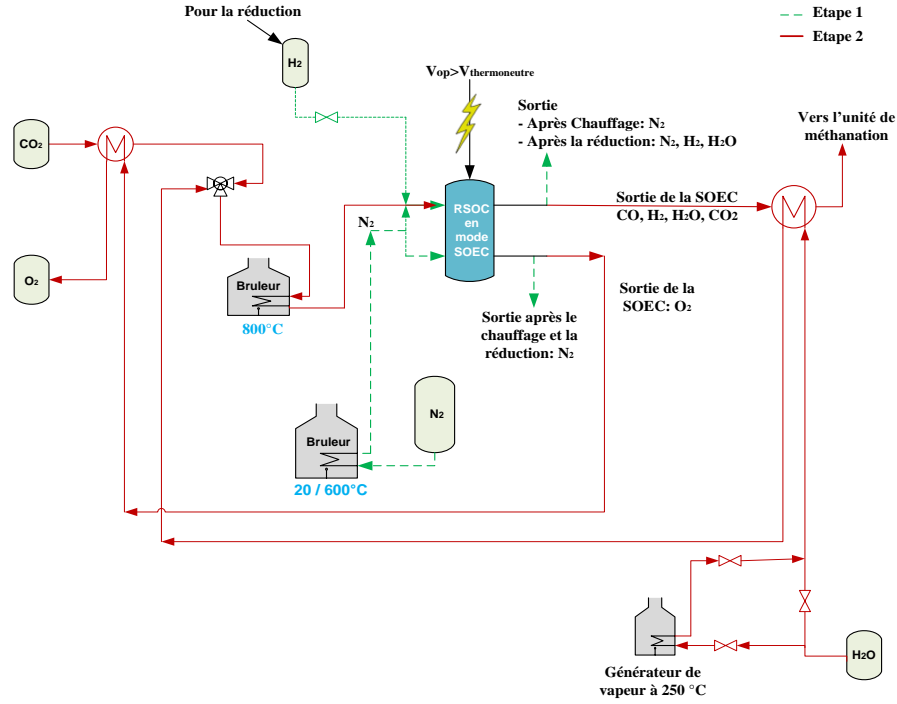 Pour la réduction
Etape 1
Etape 2
H2
Vop>Vthermoneutre
Sortie
- Après Chauffage: N2
- Après la réduction: N2, H2, H2O
Vers l'unité de
méthanation
CO2
RSOC
en
mode
SOEC
Sortie de la SOEC
CO, H2, H2O, CO2
N2
O2
Bruleur
800°C
Sortie de la
SOEC: O2
Sortie après le
chauffage et la
réduction: N2
N2
Bruleur
20 / 600°C
H2O
Générateur de
vapeur à 250 °C